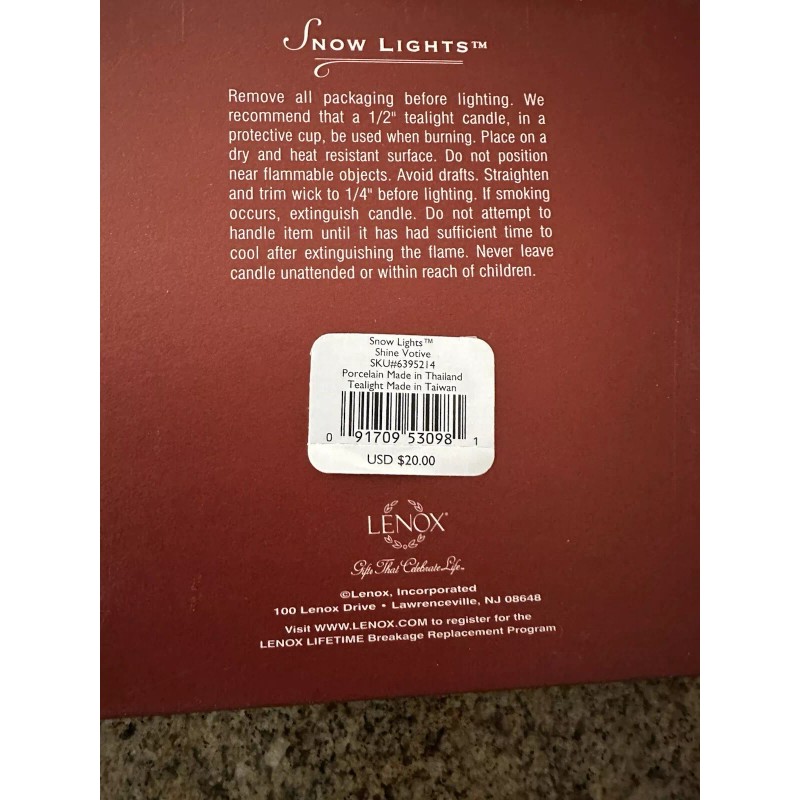 SNOW LIGHTS™
Remove all packaging before lighting. We
recommend that a 1/2" tealight candle, in a
protective cup, be used when burning. Place on a
dry and heat resistant surface. Do not position
near flammable objects. Avoid drafts. Straighten
and trim wick to 1/4" before lighting. If smoking
occurs, extinguish candle. Do not attempt to
handle item until it has had sufficient time to
cool after extinguishing the flame. Never leave
candle unattended or within reach of children.
Snow Lights™
Shine Votive
SKU#6395214
Porcelain Made in Thailand
Tealight Made in Taiwan
0 91709 53098 1
USD $20.00
LENOX®
Gifts That Celebrate Life™
©Lenox, Incorporated
100 Lenox Drive • Lawrenceville, NJ 08648
Visit WWW.LENOX.COM to register for the
LENOX LIFETIME Breakage Replacement Program